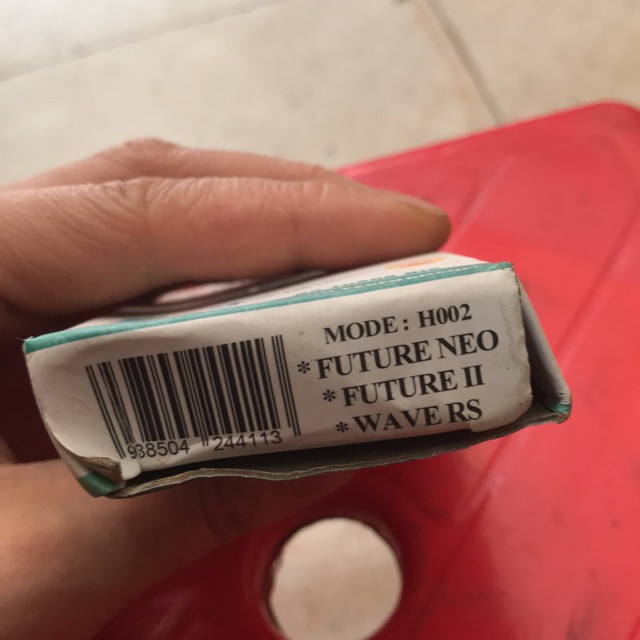 MODE : H002
* FUTURE NEO
* FUTURE II
* WAVE RS
938504 244113